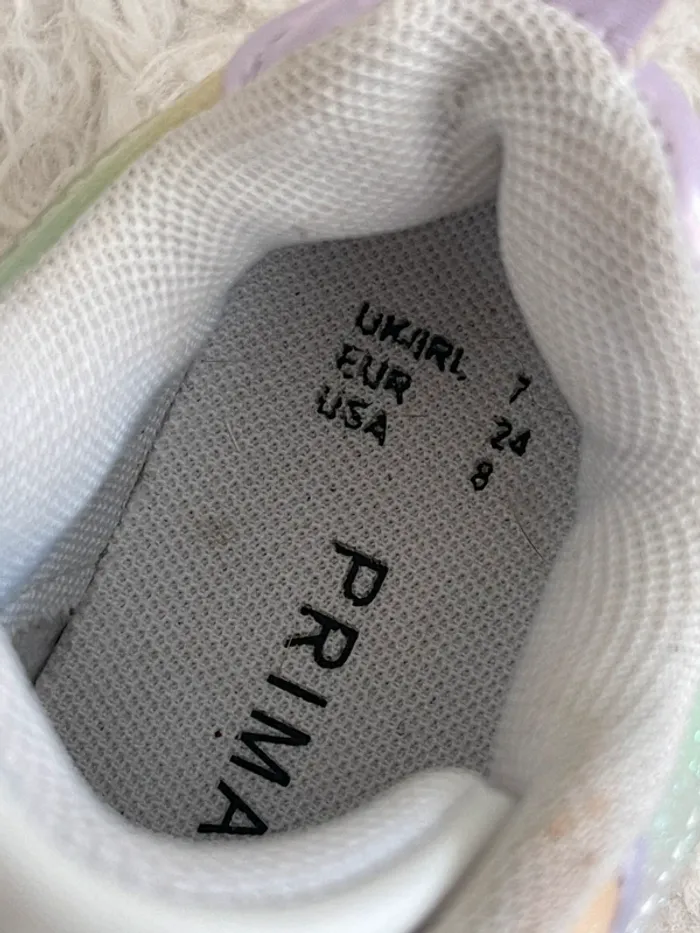 UK/IRL 7
EUR 24
USA 8
PRIMA